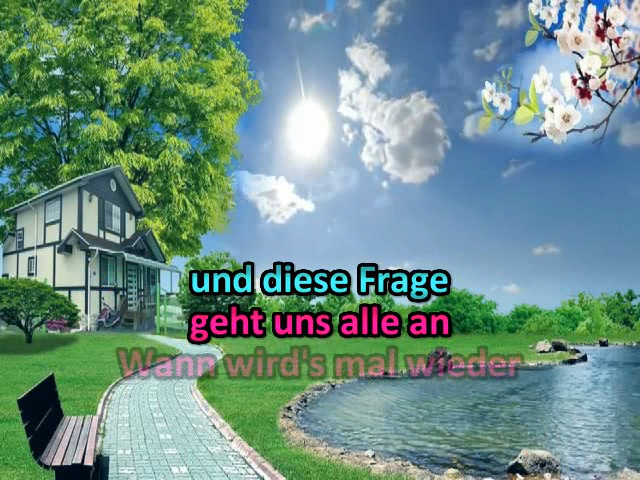 und diese Frage
geht uns alle an
Wann wird's mal wieder